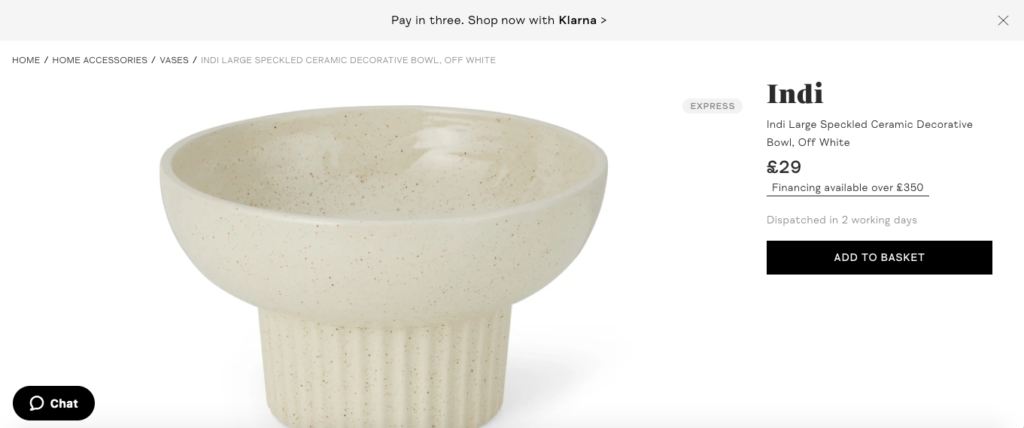 Pay in three. Shop now with Klarna >
HOME / HOME ACCESSORIES / VASES / INDI LARGE SPECKLED CERAMIC DECORATIVE BOWL, OFF WHITE
EXPRESS
Indi
Indi Large Speckled Ceramic Decorative
Bowl, Off White
£29
Financing available over £350
Dispatched in 2 working days
ADD TO BASKET
Chat